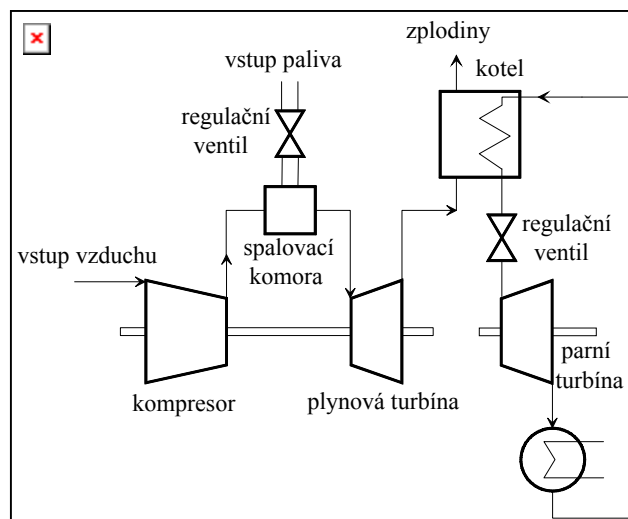 zplodiny
vstup paliva
kotel
regulační
ventil
regulační
ventil
spalovací
komora
vstup vzduchu
parní
turbína
kompresor
plynová turbína